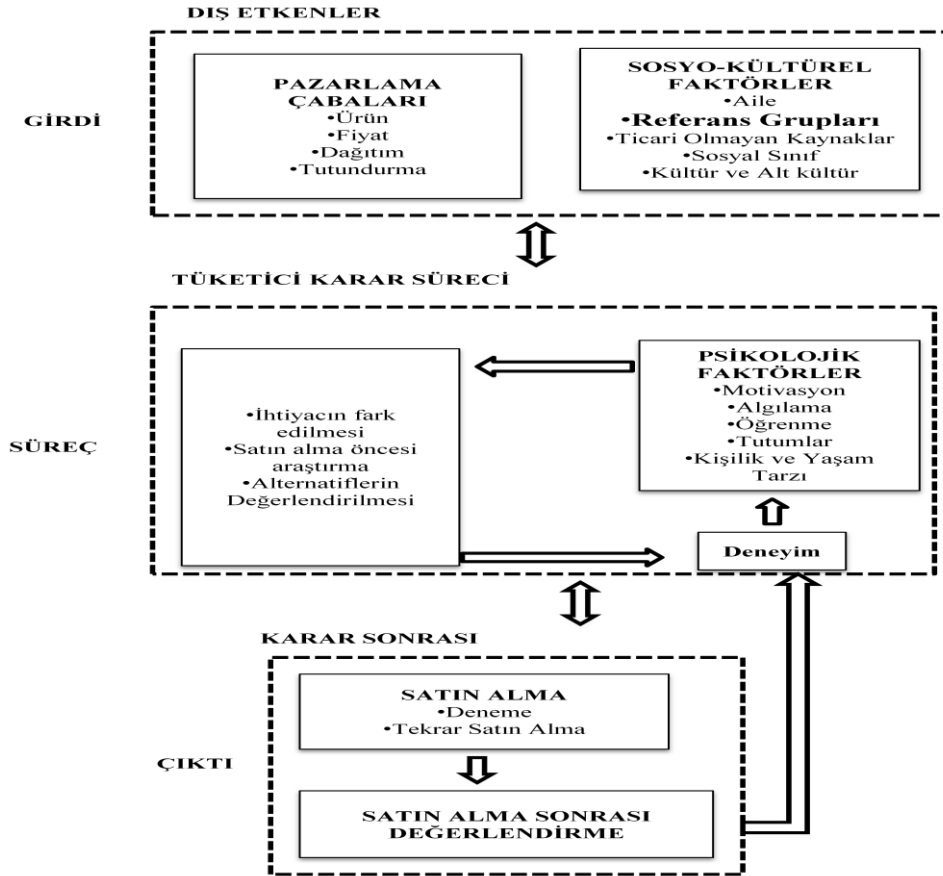 DIŞ ETKENLER
GİRDİ
PAZARLAMA
ÇABALARI
•Ürün
•Fiyat
•Dağıtım
•Tutundurma
SOSYO-KÜLTÜREL
FAKTÖRLER
•Aile
•Referans Grupları
•Ticari Olmayan Kaynaklar
•Sosyal Sınıf
•Kültür ve Alt kültür
TÜKETİCİ KARAR SÜRECİ
SÜREÇ
•İhtiyacın fark
edilmesi
•Satın alma öncesi
araştırma
•Alternatiflerin
Değerlendirilmesi
PSİKOLOJİK
FAKTÖRLER
•Motivasyon
•Algılama
•Öğrenme
•Tutumlar
•Kişilik ve Yaşam
Tarzı
Deneyim
KARAR SONRASI
ÇIKTI
SATIN ALMA
•Deneme
•Tekrar Satın Alma
SATIN ALMA SONRASI
DEĞERLENDİRME